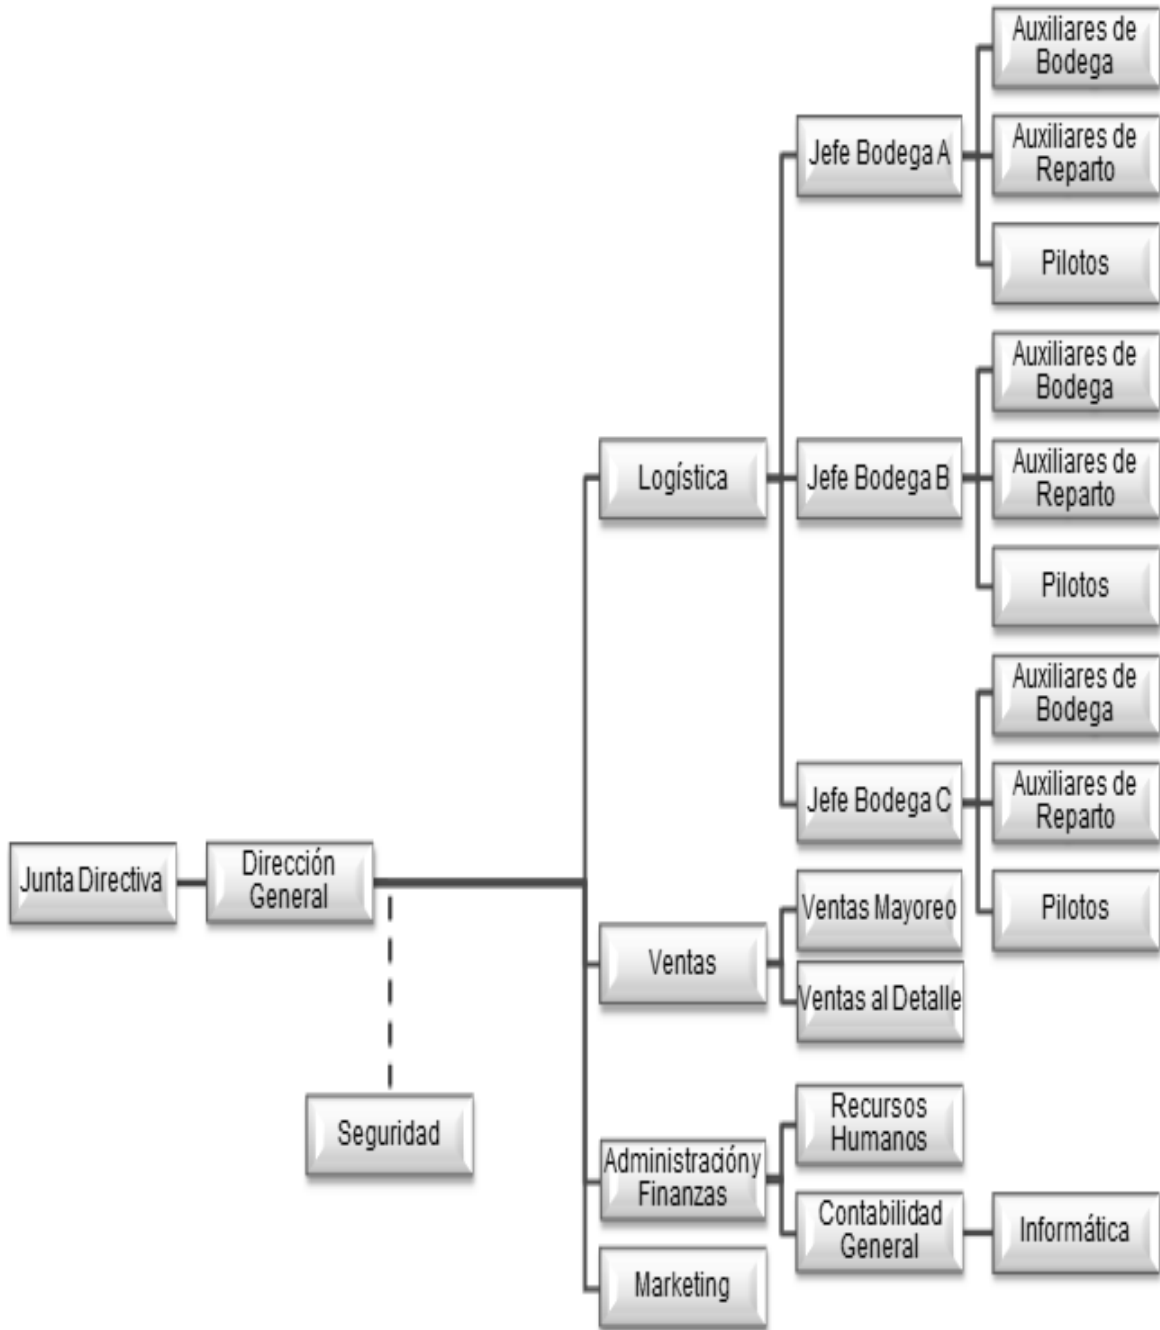 Auxiliares de
Bodega
Jefe Bodega A
Auxiliares de
Reparto
Pilotos
Auxiliares de
Bodega
Logística
Jefe Bodega B
Auxiliares de
Reparto
Pilotos
Auxiliares de
Bodega
Jefe Bodega C
Auxiliares de
Reparto
Junta Directiva
Dirección
General
Ventas Mayoreo
Pilotos
Ventas
Ventas al Detalle
Seguridad
Recursos
Humanos
Administración y
Finanzas
Contabilidad
General
Informática
Marketing